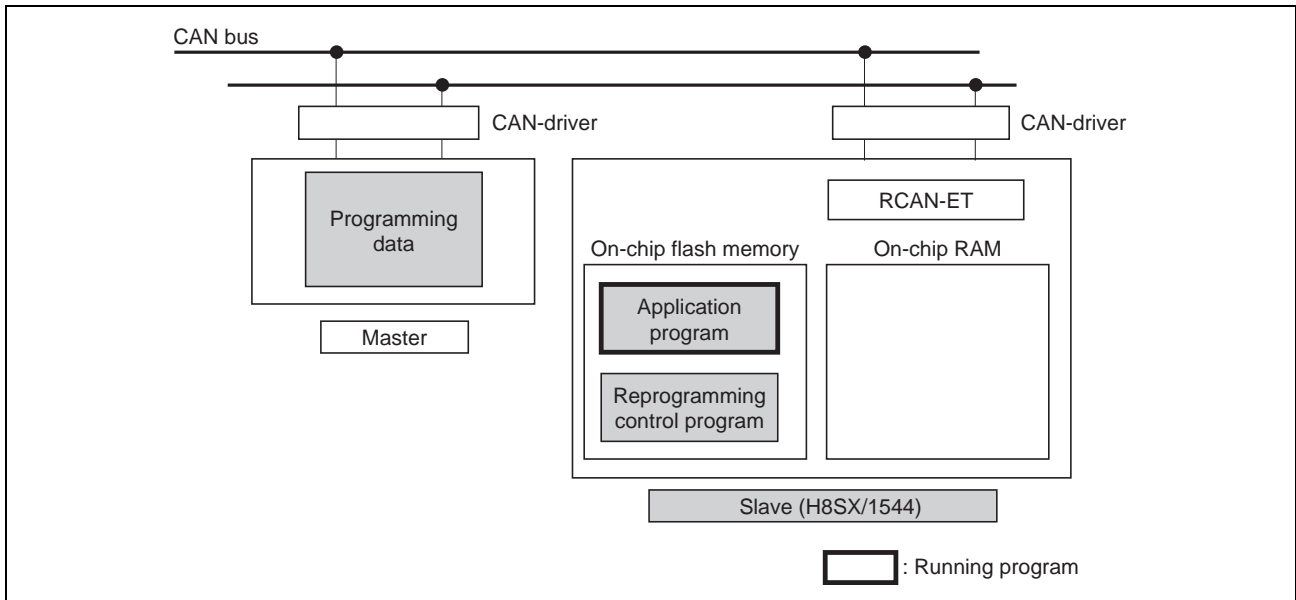 CAN bus
CAN-driver
CAN-driver
Programming
data
RCAN-ET
On-chip flash memory
On-chip RAM
Application
program
Master
Reprogramming
control program
Slave (H8SX/1544)
: Running program